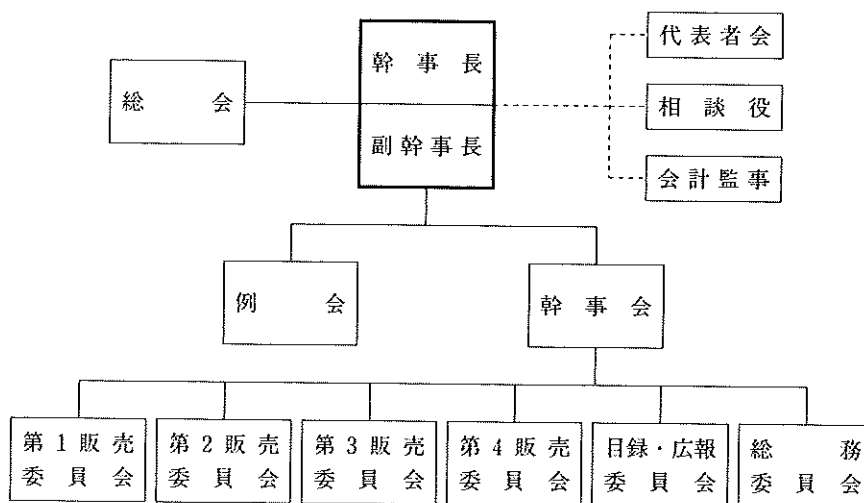 代表者会
幹事長
総会
相談役
副幹事長
会計監事
例会
幹事会
第1販売
委員会
第2販売
委員会
第3販売
委員会
第4販売
委員会
目録・広報
委員会
総務
委員会